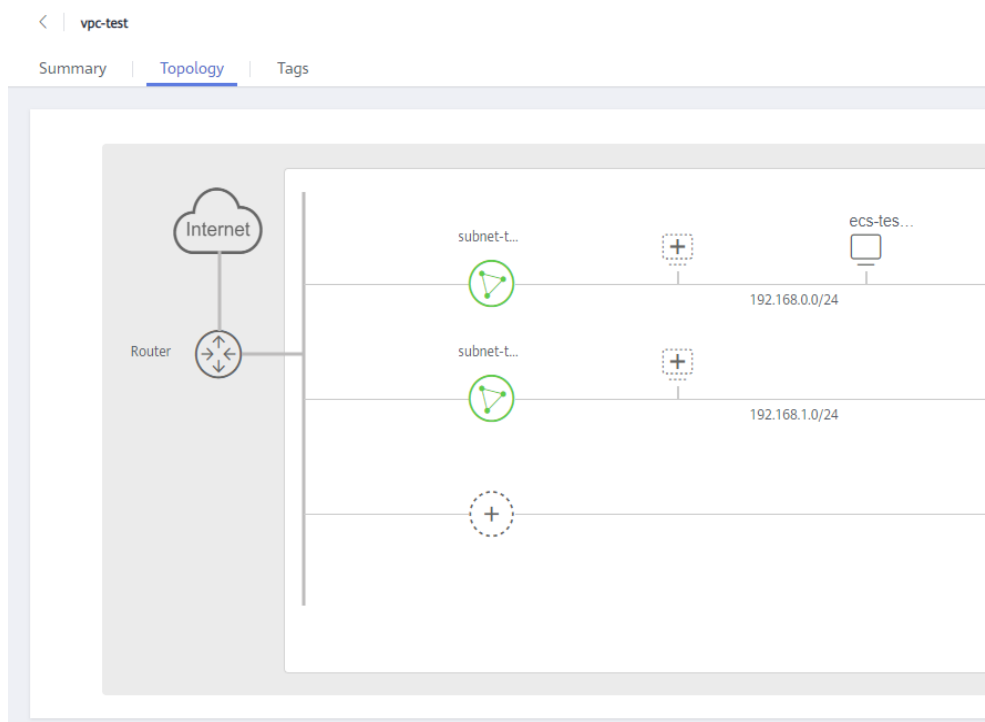 vpc-test
Summary
Topology
Tags
Internet
ecs-tes...
subnet-t...
192.168.0.0/24
Router
subnet-t...
192.168.1.0/24